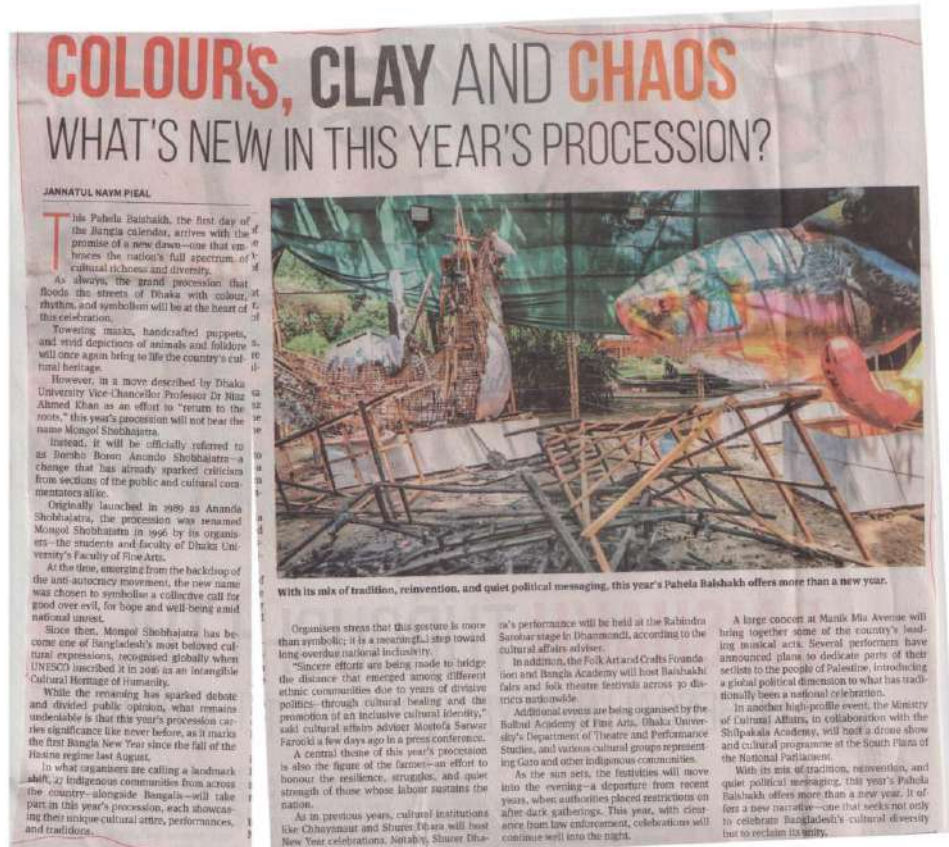 COLOURS, CLAY AND CHAOS
WHAT'S NEW IN THIS YEAR'S PROCESSION?
JANNATUL NAYM PIEAL
This Pahela Baishakh, the first day of
the Bangla calendar, arrives with the
promise of a new dawn—one that em-
braces the nation's full spectrum of
cultural richness and diversity.
As always, the grand procession that
floods the streets of Dhaka with colour,
rhythm, and symbolism will be at the heart of
this celebration.
Towering masks, handcrafted puppets,
and vivid depictions of animals and folklore
will once again bring to life the country's cul-
tural heritage.
However, in a move described by Dhaka
University Vice-Chancellor Professor Dr Niaz
Ahmed Khan as an effort to "return to the
roots," this year's procession will not bear the
name Mongol Shobhajatra.
Instead, it will be officially referred to
as Borsho Boron Anondo Shobhajatra—a
change that has already sparked criticism
from sections of the public and cultural com-
mentators alike.
Originally launched in 1989 as Ananda
Shobhajatra, the procession was renamed
Mongol Shobhajatra in 1996 by its organis-
ers—the students and faculty of Dhaka Uni-
versity's Faculty of Fine Arts.
At the time, emerging from the backdrop of
the anti-autocracy movement, the new name
was chosen to symbolise a collective call for
good over evil, for hope and well-being amid
national unrest.
Since then, Mongol Shobhajatra has be-
come one of Bangladesh's most beloved cul-
tural expressions, recognised globally when
UNESCO inscribed it in 2016 as an Intangible
Cultural Heritage of Humanity.
While the renaming has sparked debate
and divided public opinion, what remains
undeniable is that this year's procession car-
ries significance like never before, as it marks
the first Bangla New Year since the fall of the
Hasina regime last August.
In what organisers are calling a landmark
shift, 27 Indigenous communities from across
the country—alongside Bangalis—will take
part in this year's procession, each showcas-
ing their unique cultural attire, performances,
and traditions.
With its mix of tradition, reinvention, and quiet political messaging, this year's Pahela Baishakh offers more than a new year.
Organisers stress that this gesture is more
than symbolic; it is a meaningful step toward
long-overdue national inclusivity.
"Sincere efforts are being made to bridge
the distance that emerged among different
ethnic communities due to years of divisive
politics—through cultural healing and the
promotion of an inclusive cultural identity,"
said cultural affairs adviser Mostofa Sarwar
Farooki a few days ago in a press conference.
A central theme of this year's procession
is also the figure of the farmer—an effort to
honour the resilience, struggles, and quiet
strength of those whose labour sustains the
nation.
As in previous years, cultural institutions
like Chhayanaut and Shurer Dhara will host
New Year celebrations. Notably, Shurer Dha-
ra's performance will be held at the Rabindra
Sarobar stage in Dhanmondi, according to the
cultural affairs adviser.
In addition, the Folk Art and Crafts Founda-
tion and Bangla Academy will host Baishakhi
fairs and folk theatre festivals across 30 dis-
tricts nationwide.
Additional events are being organised by the
Bulbul Academy of Fine Arts, Dhaka Univer-
sity's Department of Theatre and Performance
Studies, and various cultural groups represent-
ing Garo and other Indigenous communities.
As the sun sets, the festivities will move
into the evening—a departure from recent
years, when authorities placed restrictions on
after-dark gatherings. This year, with clear-
ance from law enforcement, celebrations will
continue well into the night.
A large concert at Manik Mia Avenue will
bring together some of the country's lead-
ing musical acts. Several performers have
announced plans to dedicate parts of their
setlists to the people of Palestine, introducing
a global political dimension to what has tradi-
tionally been a national celebration.
In another high-profile event, the Ministry
of Cultural Affairs, in collaboration with the
Shilpakala Academy, will host a drone show
and cultural programme at the South Plaza of
the National Parliament.
With its mix of tradition, reinvention, and
quiet political messaging, this year's Pahela
Baishakh offers more than a new year. It of-
fers a new narrative—one that seeks not only
to celebrate Bangladesh's cultural diversity
but to reclaim its unity.